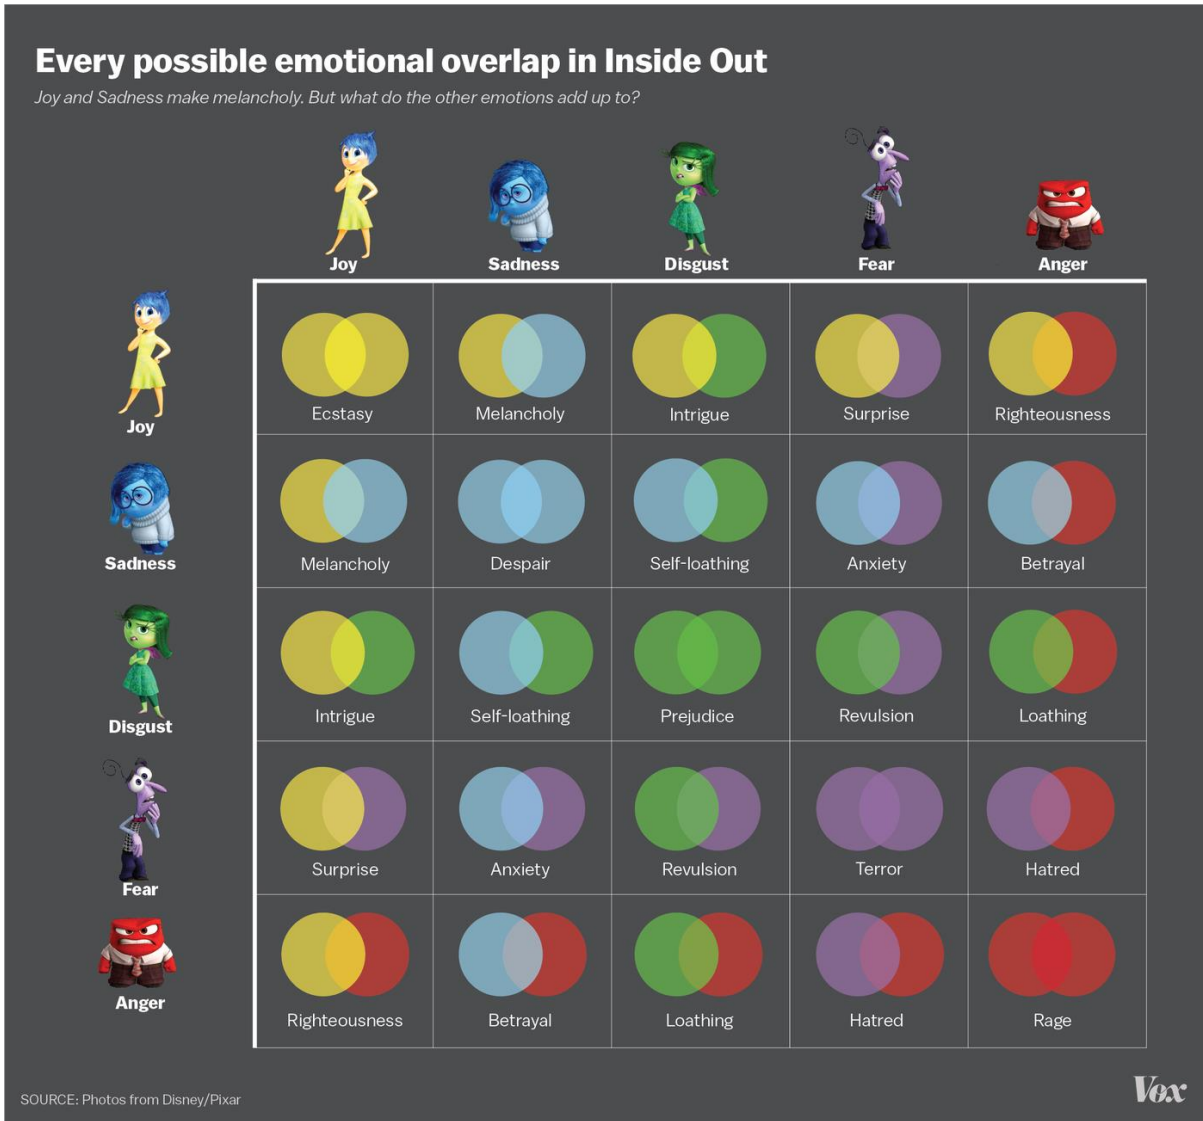 Every possible emotional overlap in Inside Out
Joy and Sadness make melancholy. But what do the other emotions add up to?
Joy
Sadness
Disgust
Fear
Anger
Joy
Ecstasy
Melancholy
Intrigue
Surprise
Righteousness
Sadness
Melancholy
Despair
Self-loathing
Anxiety
Betrayal
Disgust
Intrigue
Self-loathing
Prejudice
Revulsion
Loathing
Fear
Surprise
Anxiety
Revulsion
Terror
Hatred
Anger
Righteousness
Betrayal
Loathing
Hatred
Rage
SOURCE: Photos from Disney/Pixar
Vox